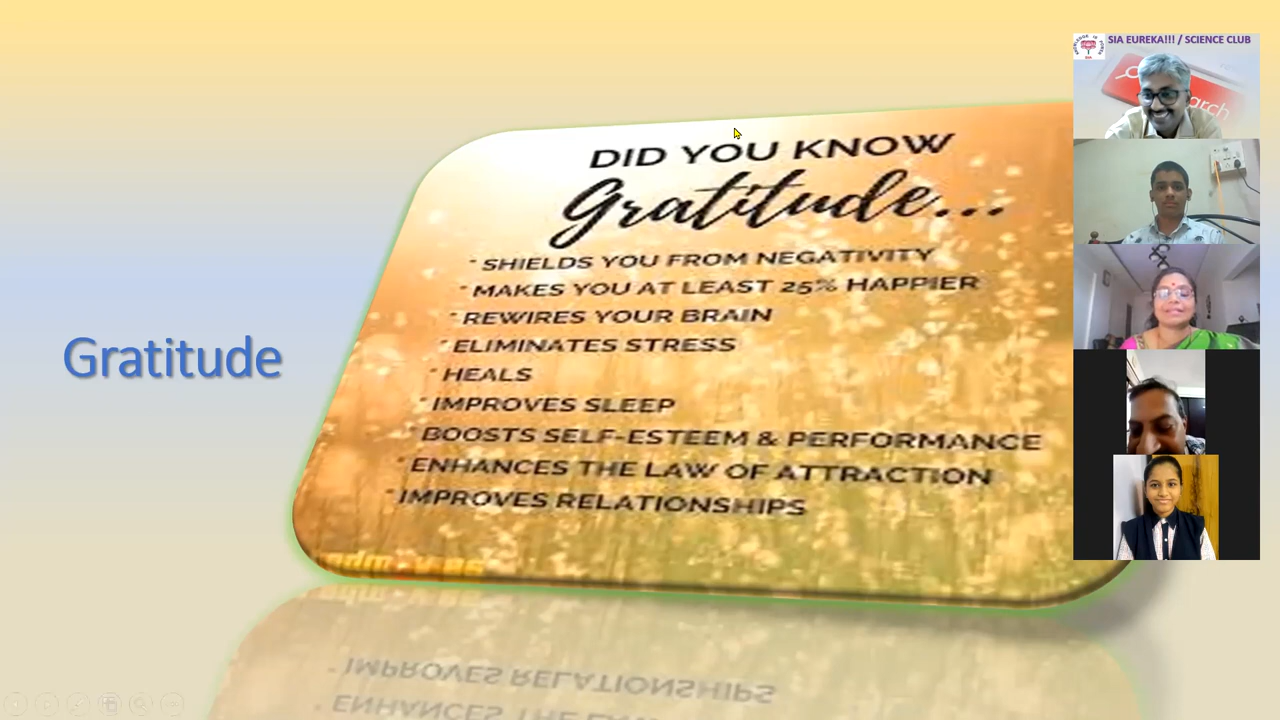 Gratitude
DID YOU KNOW
Gratitude...
SHIELDS YOU FROM NEGATIVITY
MAKES YOU AT LEAST 25% HAPPIER
REWIRES YOUR BRAIN
ELIMINATES STRESS
HEALS
IMPROVES SLEEP
BOOSTS SELF-ESTEEM & PERFORMANCE
ENHANCES THE LAW OF ATTRACTION
IMPROVES RELATIONSHIPS
SIA EUREKA!!! / SCIENCE CLUB
SIA
arch